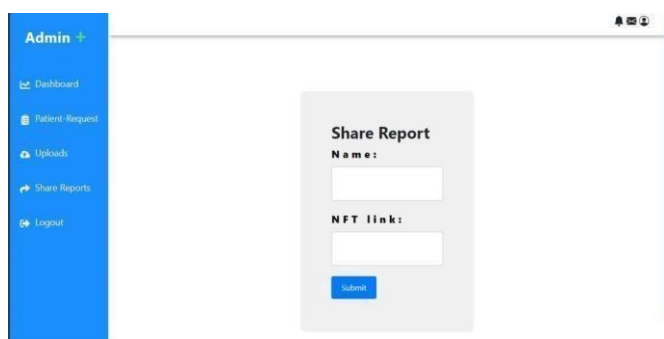 Admin +
Dashboard
Patient-Request
Uploads
Share Reports
Logout
Share Report
Name:
NFT link:
Submit